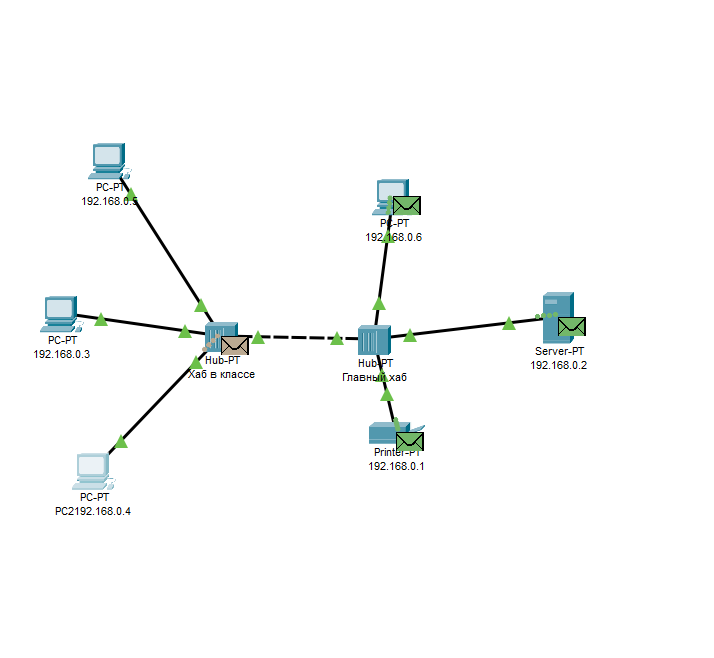 PC-PT
192.168.0.5
PC-PT
192.168.0.6
PC-PT
192.168.0.3
Hub-PT
Хаб в классе
Hub-PT
Главный хаб
Server-PT
192.168.0.2
Printer-PT
192.168.0.1
PC-PT
PC2192.168.0.4